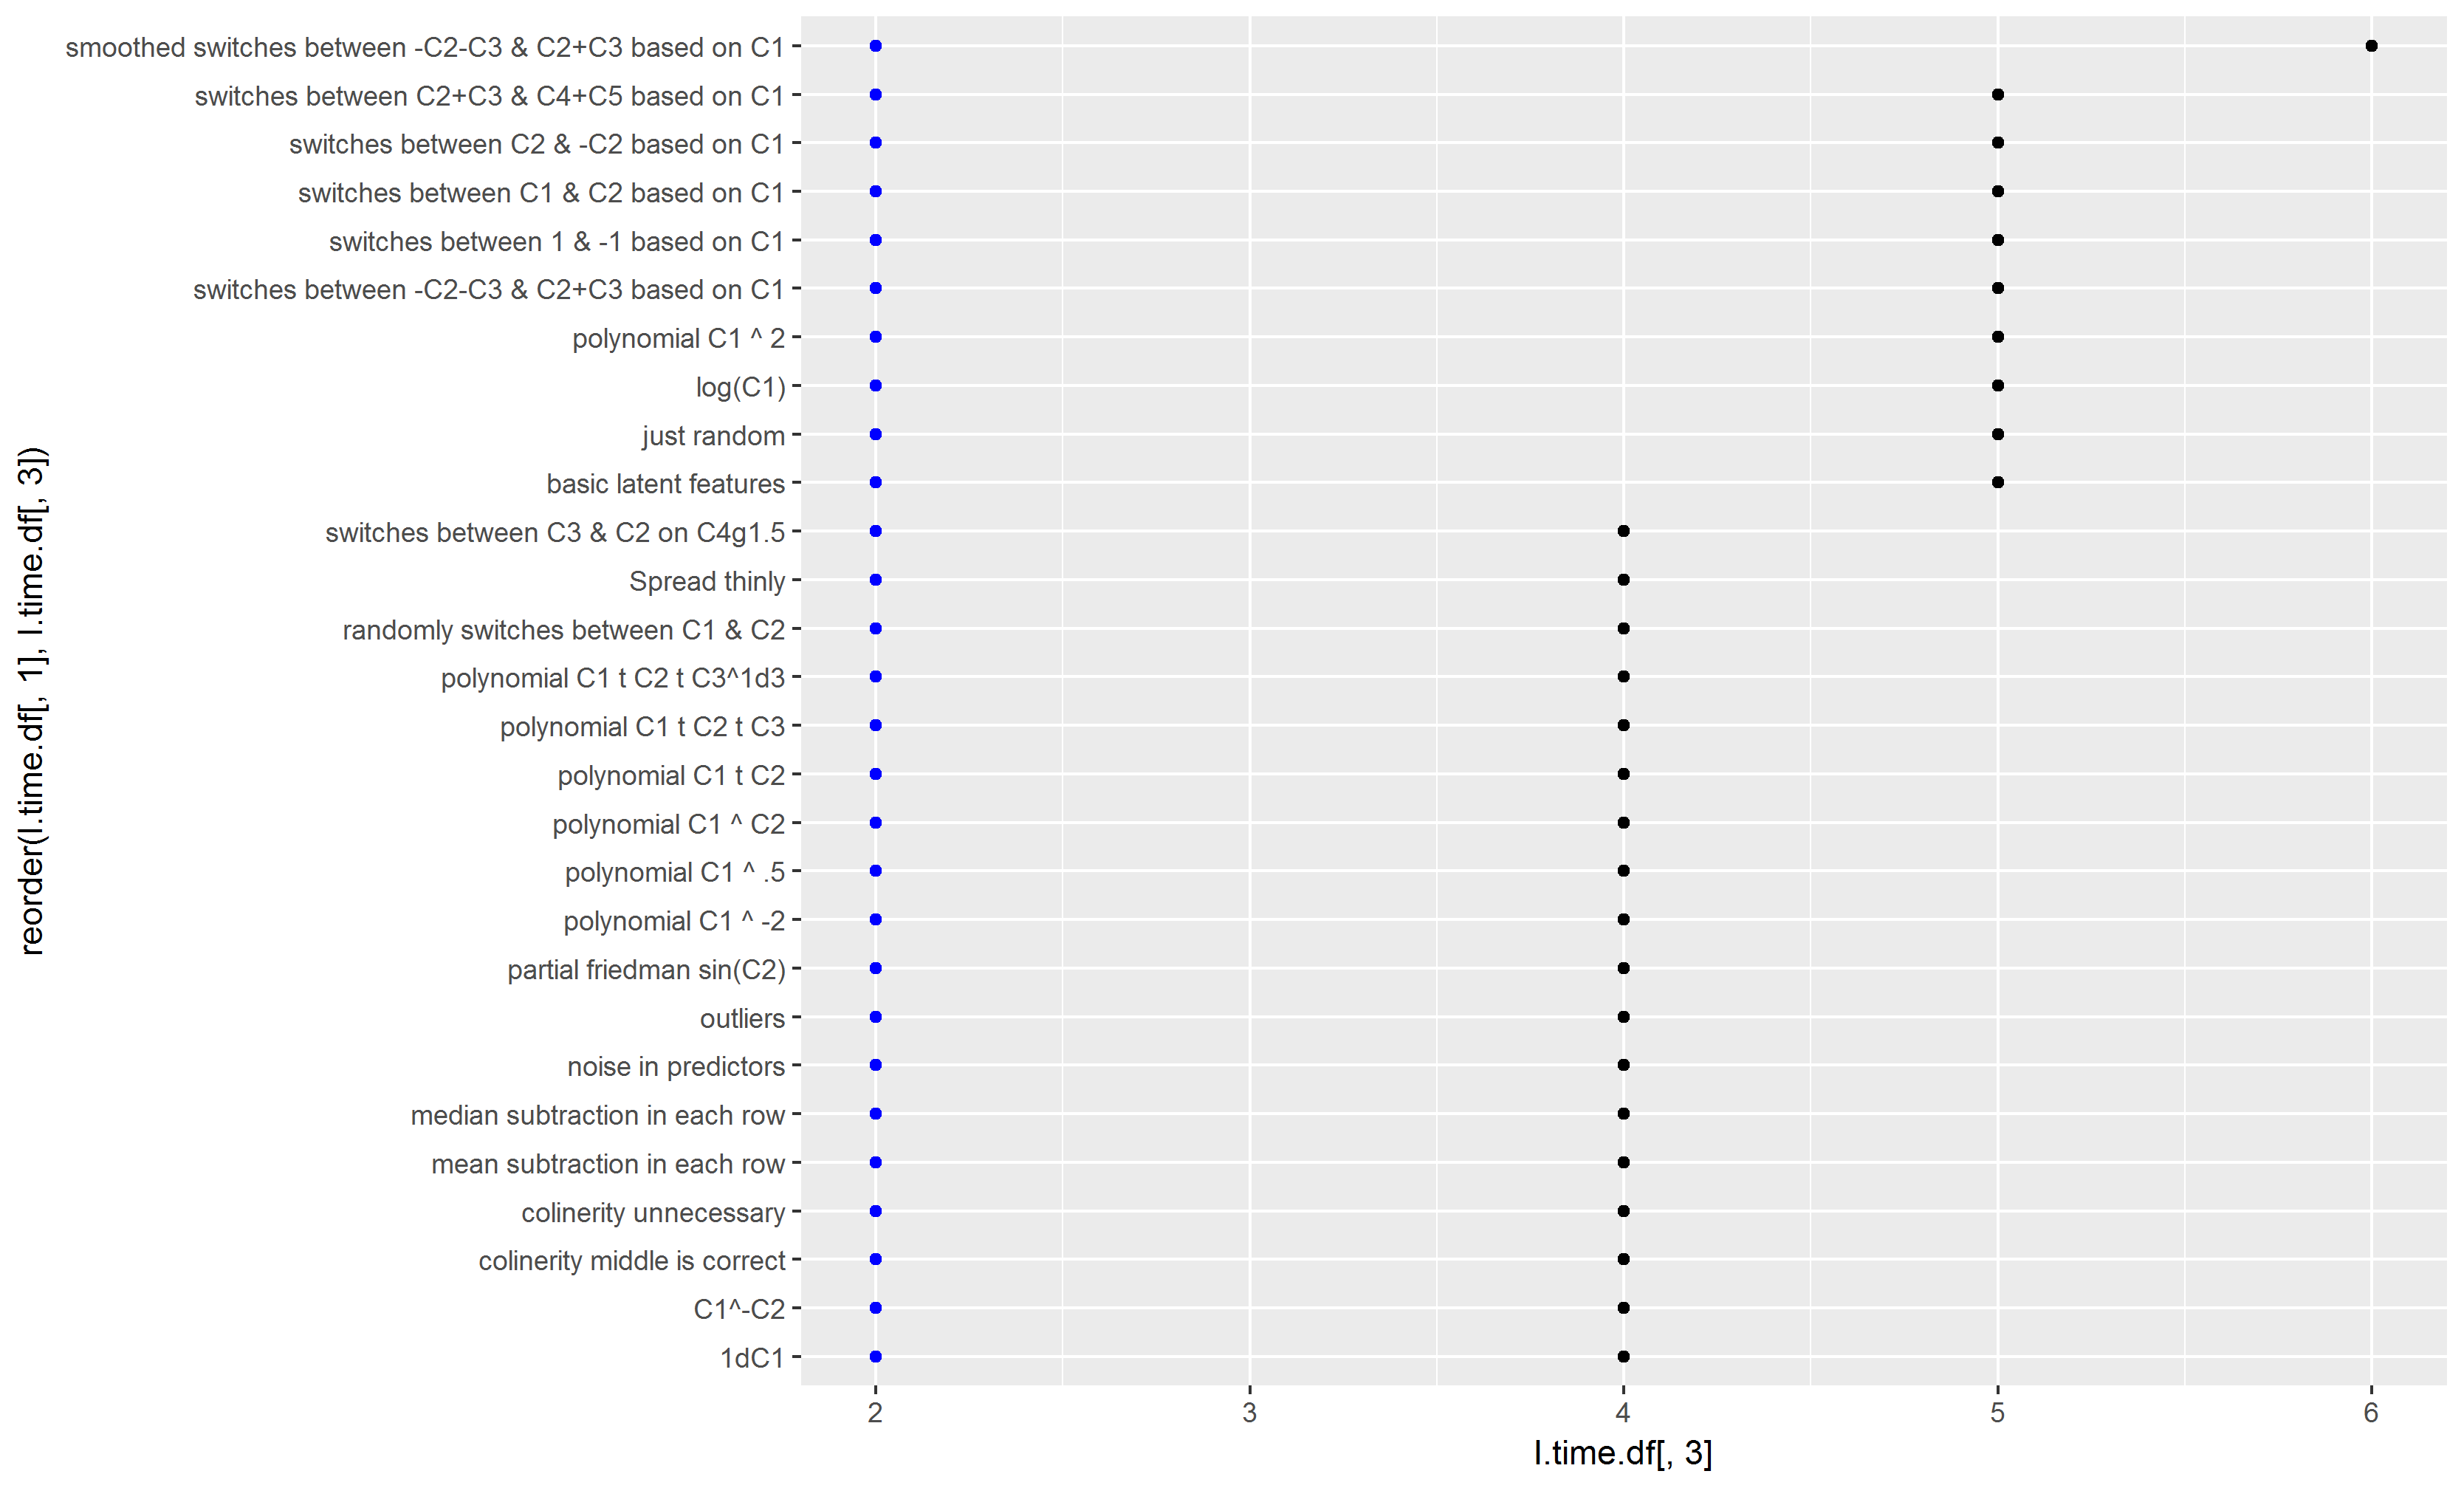 smoothed switches between -C2-C3 & C2+C3 based on C1
switches between C2+C3 & C4+C5 based on C1
switches between C2 & -C2 based on C1
switches between C1 & C2 based on C1
switches between 1 & -1 based on C1
switches between -C2-C3 & C2+C3 based on C1
polynomial C1 ^ 2
log(C1)
just random
basic latent features
switches between C3 & C2 on C4g1.5
Spread thinly
randomly switches between C1 & C2
polynomial C1 t C2 t C3^1d3
polynomial C1 t C2 t C3
polynomial C1 t C2
polynomial C1 ^ C2
polynomial C1 ^ .5
polynomial C1 ^ -2
partial friedman sin(C2)
outliers
noise in predictors
median subtraction in each row
mean subtraction in each row
colinerity unnecessary
colinerity middle is correct
C1^-C2
1dC1
reorder(l.time.df[, 1], l.time.df[, 3])
2 3 4 5 6
l.time.df[, 3]